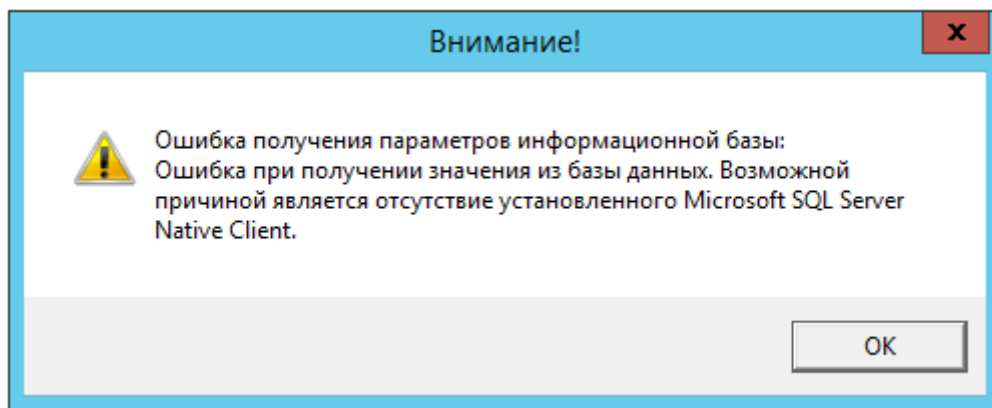 Внимание!
Ошибка получения параметров информационной базы:
Ошибка при получении значения из базы данных. Возможной
причиной является отсутствие установленного Microsoft SQL Server
Native Client.
OK